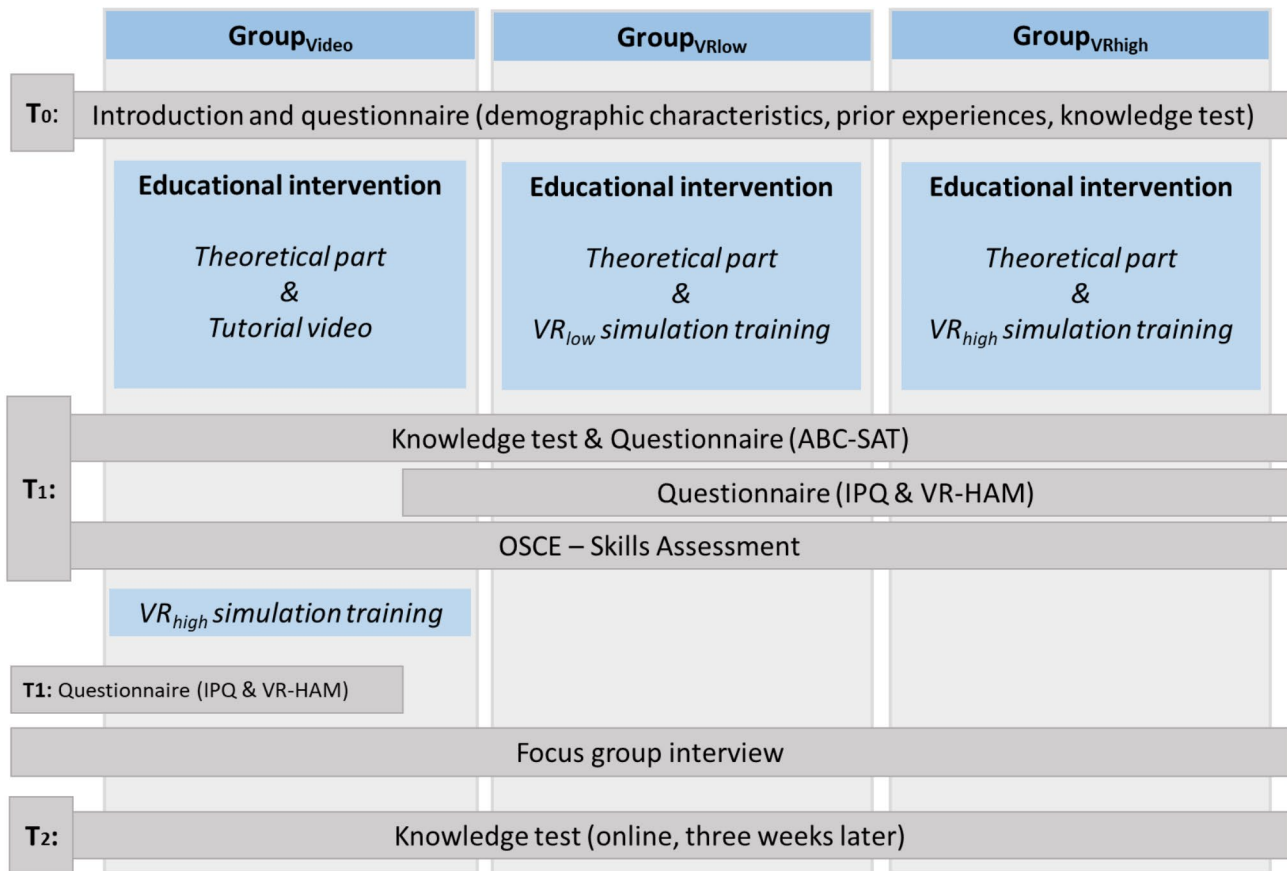 Group_Video
Group_VRlow
Group_VRhigh
T0:
Introduction and questionnaire (demographic characteristics, prior experiences, knowledge test)
Educational intervention
Theoretical part
&
Tutorial video
Educational intervention
Theoretical part
&
VRlow simulation training
Educational intervention
Theoretical part
&
VRhigh simulation training
T1:
Knowledge test & Questionnaire (ABC-SAT)
Questionnaire (IPQ & VR-HAM)
OSCE – Skills Assessment
VRhigh simulation training
T1: Questionnaire (IPQ & VR-HAM)
Focus group interview
T2:
Knowledge test (online, three weeks later)